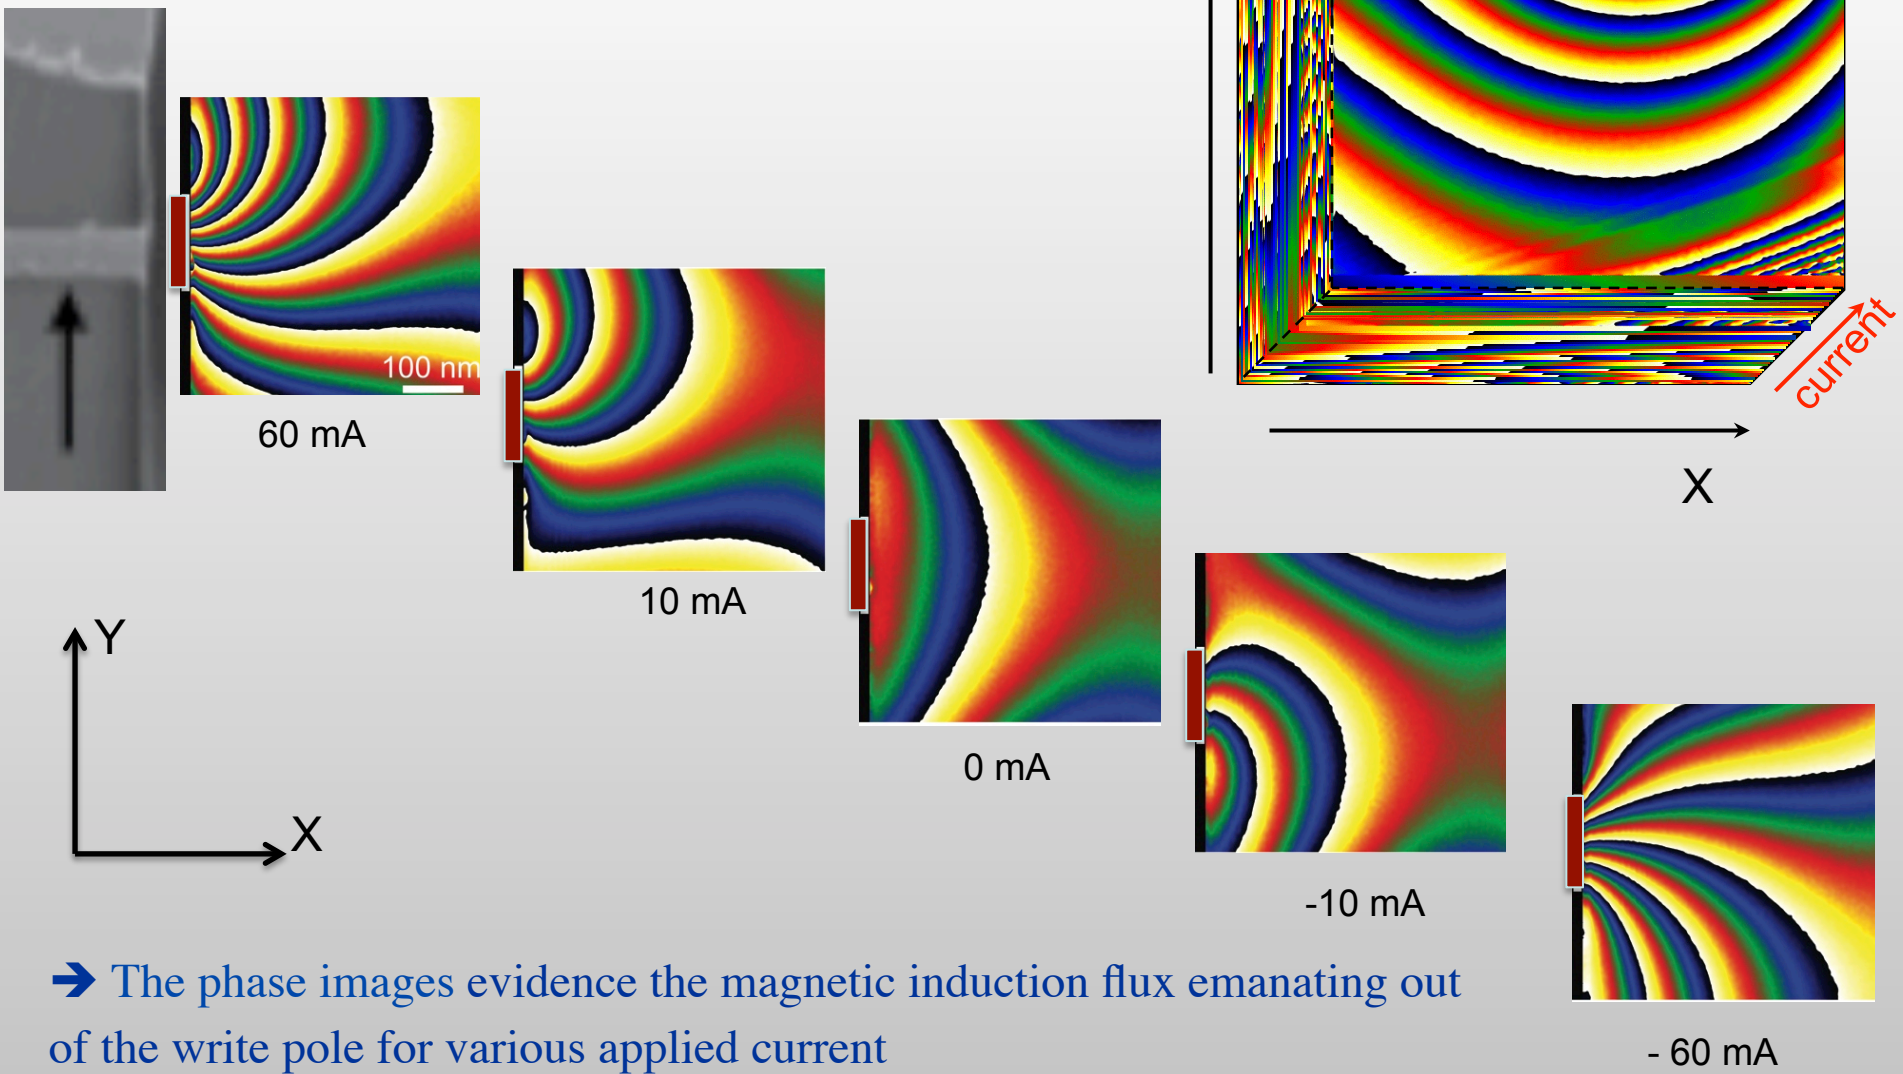 100 nm
60 mA
current
X
10 mA
Y
0 mA
X
-10 mA
➔ The phase images evidence the magnetic induction flux emanating out
of the write pole for various applied current
- 60 mA